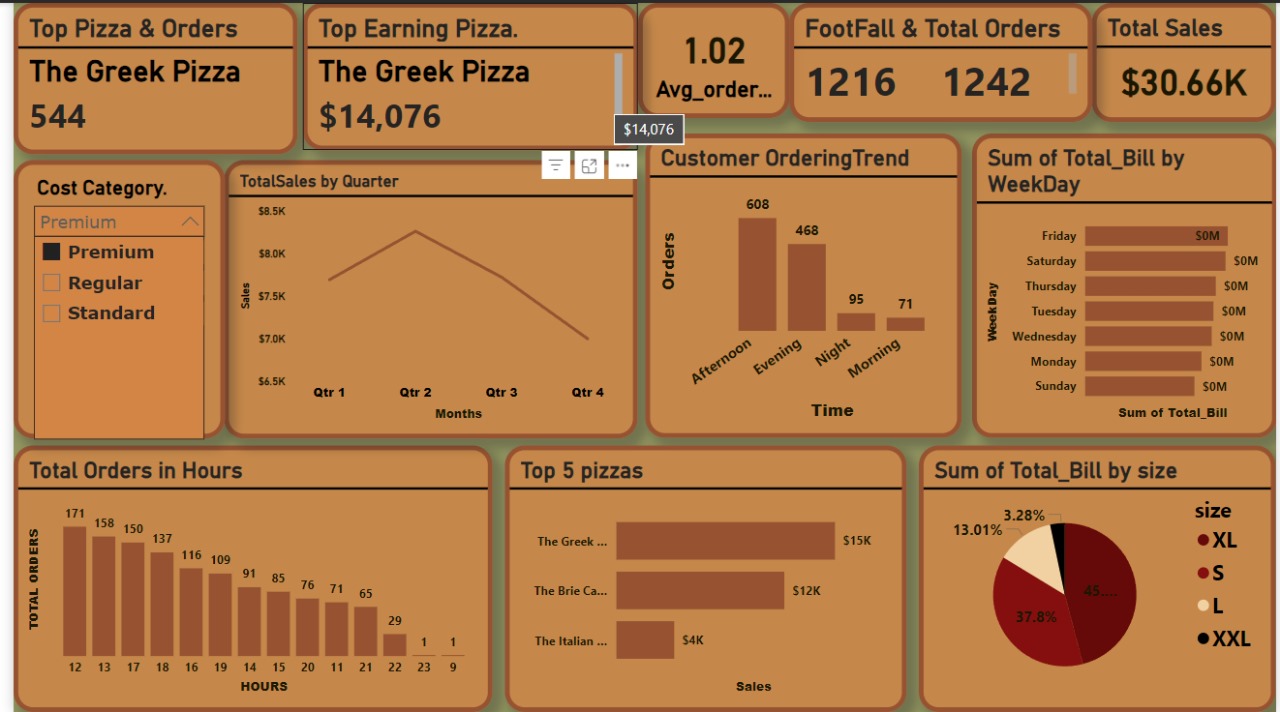 Top Pizza & Orders
The Greek Pizza
544
Top Earning Pizza.
The Greek Pizza
$14,076
$14,076
1.02
Avg_order...
FootFall & Total Orders
1216 1242
Total Sales
$30.66K
Cost Category.
Premium
Premium
Regular
Standard
TotalSales by Quarter
$8.5K
$8.0K
$7.5K
$7.0K
$6.5K
Sales
Qtr 1 Qtr 2 Qtr 3 Qtr 4
Months
Customer OrderingTrend
Orders
608
468
95
71
Afternoon Evening Night Morning
Time
Sum of Total_Bill by
WeekDay
WeekDay
Friday $0M
Saturday $0M
Thursday $0M
Tuesday $0M
Wednesday $0M
Monday $0M
Sunday $0M
Sum of Total_Bill
Total Orders in Hours
TOTAL ORDERS
171 158 150 137 116 109 91 85 76 71 65 29 1 1
12 13 17 18 16 19 14 15 20 11 21 22 23 9
HOURS
Top 5 pizzas
The Greek ... $15K
The Brie Ca... $12K
The Italian ... $4K
Sales
Sum of Total_Bill by size
3.28%
13.01%
45....
37.8%
size
XL
S
L
XXL